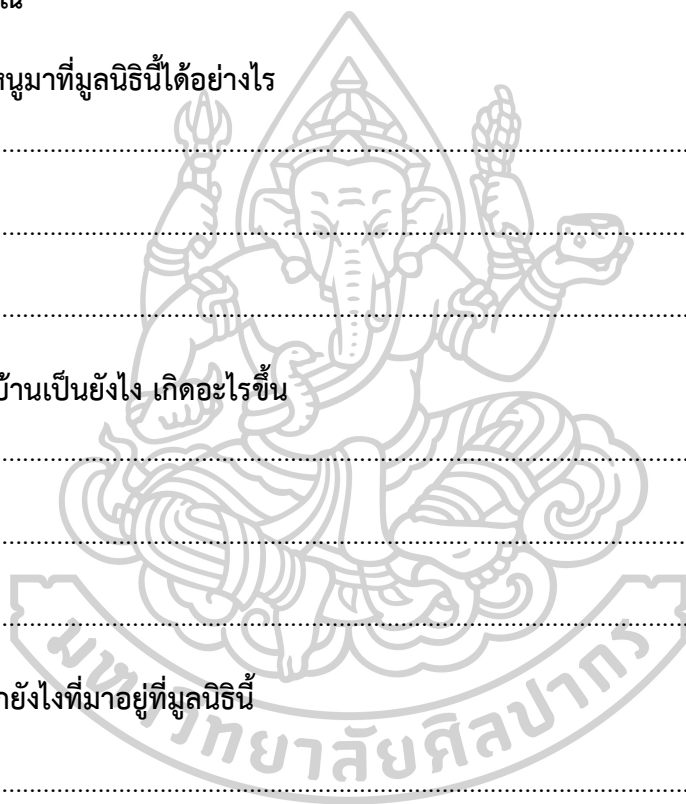 หนูมาที่มูลนิธินี้ได้อย่างไร
บ้านเป็นยังไง เกิดอะไรขึ้น
ยังไงที่มาอยู่ที่มูลนิธินี้
มหาวิทยาลัยศิลปากร